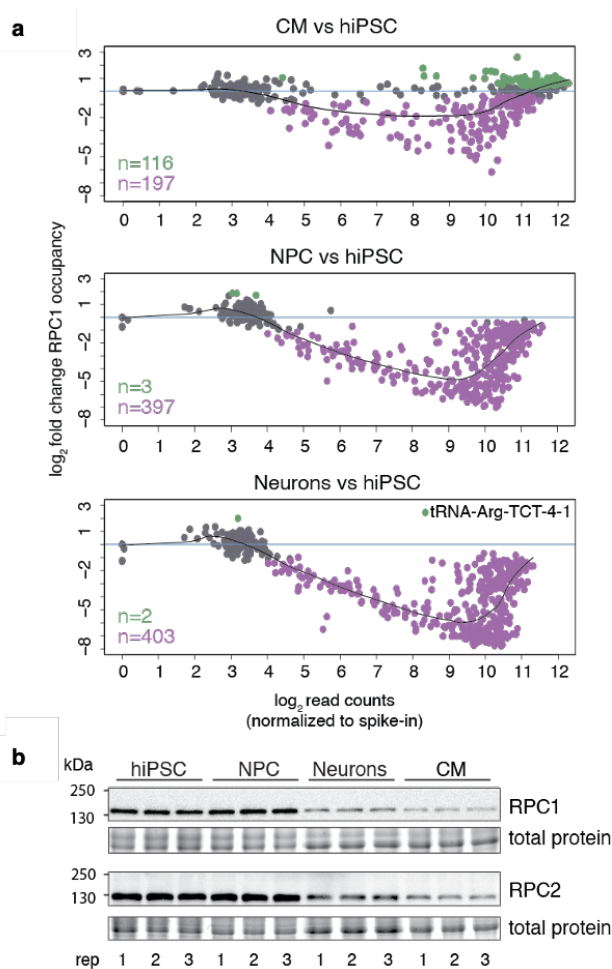 a
CM vs hiPSC
3
1
-2
-5
-8
n=116
n=197
0 1 2 3 4 5 6 7 8 9 10 11 12
NPC vs hiPSC
3
1
-2
-5
-8
n=3
n=397
0 1 2 3 4 5 6 7 8 9 10 11 12
log2 fold change RPC1 occupancy
Neurons vs hiPSC
3
1
-2
-5
-8
tRNA-Arg-TCT-4-1
n=2
n=403
0 1 2 3 4 5 6 7 8 9 10 11 12
log2 read counts
(normalized to spike-in)
b
kDa hiPSC NPC Neurons CM
250
130
RPC1
total protein
250
130
RPC2
total protein
rep 1 2 3 1 2 3 1 2 3 1 2 3